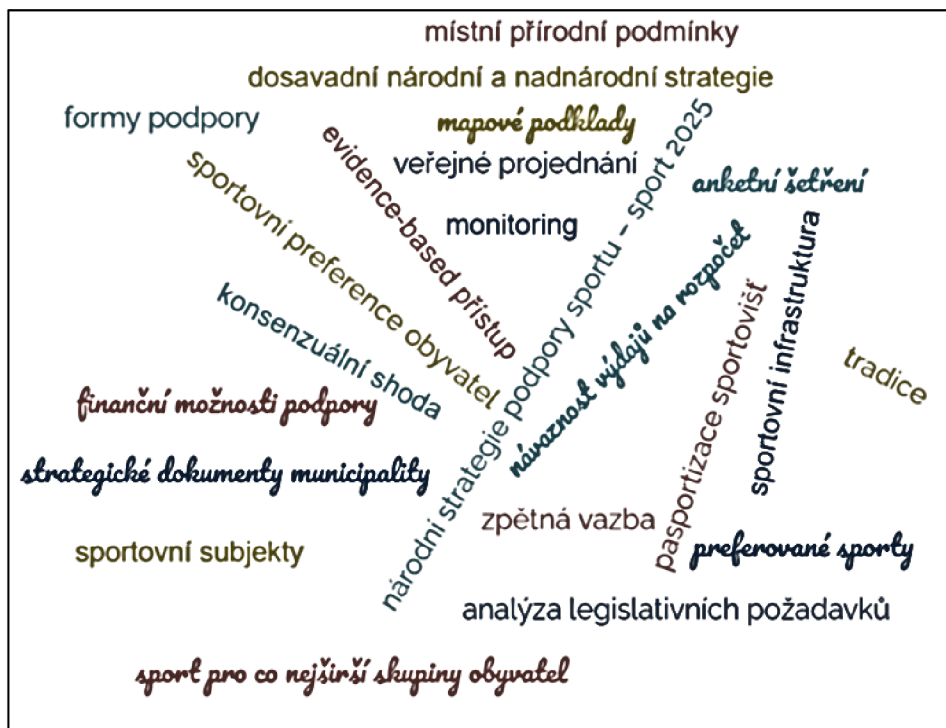 místní přírodní podmínky
dosavadní národní a nadnárodní strategie
formy podpory
mapové podklady
evidence-based přístup
veřejné projednání
sportovní preference obyvatel
anketní šetření
monitoring
národní strategie podpory sportu – sport 2025
návaznost výdajů na rozpočet
sportovní infrastruktura
pasportizace sportovišť
konsenzuální shoda
tradice
finanční možnosti podpory
strategické dokumenty municipality
zpětná vazba
sportovní subjekty
preferované sporty
analýza legislativních požadavků
sport pro co nejširší skupiny obyvatel